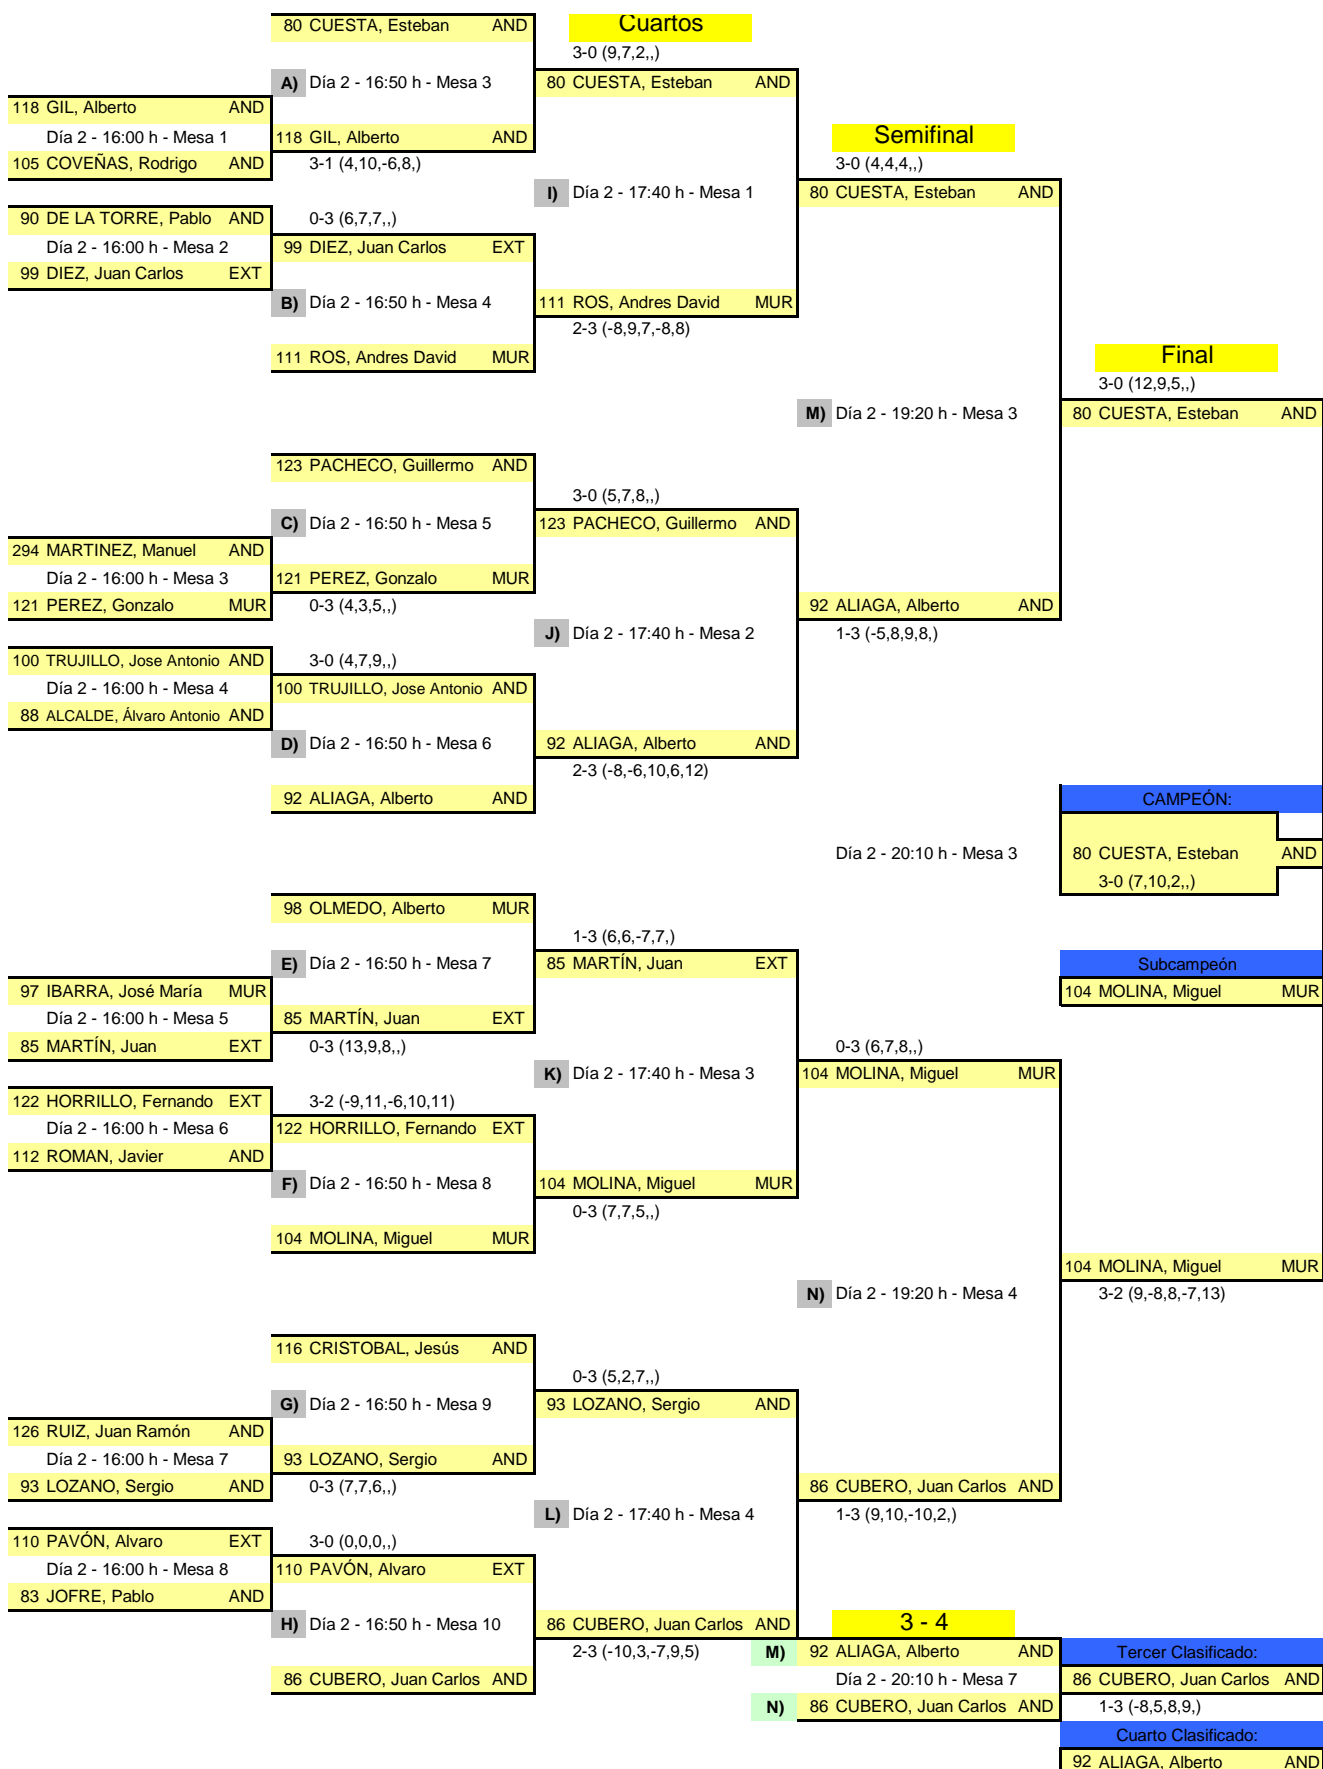 80 CUESTA, Esteban AND
Cuartos
3-0 (9,7,2,,)
A) Día 2 - 16:50 h - Mesa 3
80 CUESTA, Esteban AND
118 GIL, Alberto AND
Día 2 - 16:00 h - Mesa 1
118 GIL, Alberto AND
Semifinal
105 COVEÑAS, Rodrigo AND
3-1 (4,10,-6,8,)
3-0 (4,4,4,,)
I) Día 2 - 17:40 h - Mesa 1
80 CUESTA, Esteban AND
90 DE LA TORRE, Pablo AND
0-3 (6,7,7,,)
Día 2 - 16:00 h - Mesa 2
99 DIEZ, Juan Carlos EXT
99 DIEZ, Juan Carlos EXT
B) Día 2 - 16:50 h - Mesa 4
111 ROS, Andres David MUR
2-3 (-8,9,7,-8,8)
111 ROS, Andres David MUR
Final
3-0 (12,9,5,,)
M) Día 2 - 19:20 h - Mesa 3
80 CUESTA, Esteban AND
123 PACHECO, Guillermo AND
3-0 (5,7,8,,)
C) Día 2 - 16:50 h - Mesa 5
123 PACHECO, Guillermo AND
294 MARTINEZ, Manuel AND
Día 2 - 16:00 h - Mesa 3
121 PEREZ, Gonzalo MUR
121 PEREZ, Gonzalo MUR
0-3 (4,3,5,,)
92 ALIAGA, Alberto AND
J) Día 2 - 17:40 h - Mesa 2
1-3 (-5,8,9,8,)
100 TRUJILLO, Jose Antonio AND
3-0 (4,7,9,,)
Día 2 - 16:00 h - Mesa 4
100 TRUJILLO, Jose Antonio AND
88 ALCALDE, Álvaro Antonio AND
D) Día 2 - 16:50 h - Mesa 6
92 ALIAGA, Alberto AND
2-3 (-8,-6,10,6,12)
92 ALIAGA, Alberto AND
CAMPEÓN:
Día 2 - 20:10 h - Mesa 3
80 CUESTA, Esteban AND
3-0 (7,10,2,,)
98 OLMEDO, Alberto MUR
1-3 (6,6,-7,7,)
E) Día 2 - 16:50 h - Mesa 7
85 MARTÍN, Juan EXT
Subcampeón
97 IBARRA, José María MUR
104 MOLINA, Miguel MUR
Día 2 - 16:00 h - Mesa 5
85 MARTÍN, Juan EXT
85 MARTÍN, Juan EXT
0-3 (13,9,8,,)
0-3 (6,7,8,,)
K) Día 2 - 17:40 h - Mesa 3
104 MOLINA, Miguel MUR
122 HORRILLO, Fernando EXT
3-2 (-9,11,-6,10,11)
Día 2 - 16:00 h - Mesa 6
122 HORRILLO, Fernando EXT
112 ROMAN, Javier AND
F) Día 2 - 16:50 h - Mesa 8
104 MOLINA, Miguel MUR
0-3 (7,7,5,,)
104 MOLINA, Miguel MUR
104 MOLINA, Miguel MUR
N) Día 2 - 19:20 h - Mesa 4
3-2 (9,-8,8,-7,13)
116 CRISTOBAL, Jesús AND
0-3 (5,2,7,,)
G) Día 2 - 16:50 h - Mesa 9
93 LOZANO, Sergio AND
126 RUIZ, Juan Ramón AND
Día 2 - 16:00 h - Mesa 7
93 LOZANO, Sergio AND
93 LOZANO, Sergio AND
0-3 (7,7,6,,)
86 CUBERO, Juan Carlos AND
L) Día 2 - 17:40 h - Mesa 4
1-3 (9,10,-10,2,)
110 PAVÓN, Alvaro EXT
3-0 (0,0,0,,)
Día 2 - 16:00 h - Mesa 8
110 PAVÓN, Alvaro EXT
83 JOFRE, Pablo AND
H) Día 2 - 16:50 h - Mesa 10
86 CUBERO, Juan Carlos AND
3 - 4
2-3 (-10,3,-7,9,5)
M) 92 ALIAGA, Alberto AND
Tercer Clasificado:
86 CUBERO, Juan Carlos AND
Día 2 - 20:10 h - Mesa 7
86 CUBERO, Juan Carlos AND
N) 86 CUBERO, Juan Carlos AND
1-3 (-8,5,8,9,)
Cuarto Clasificado:
92 ALIAGA, Alberto AND